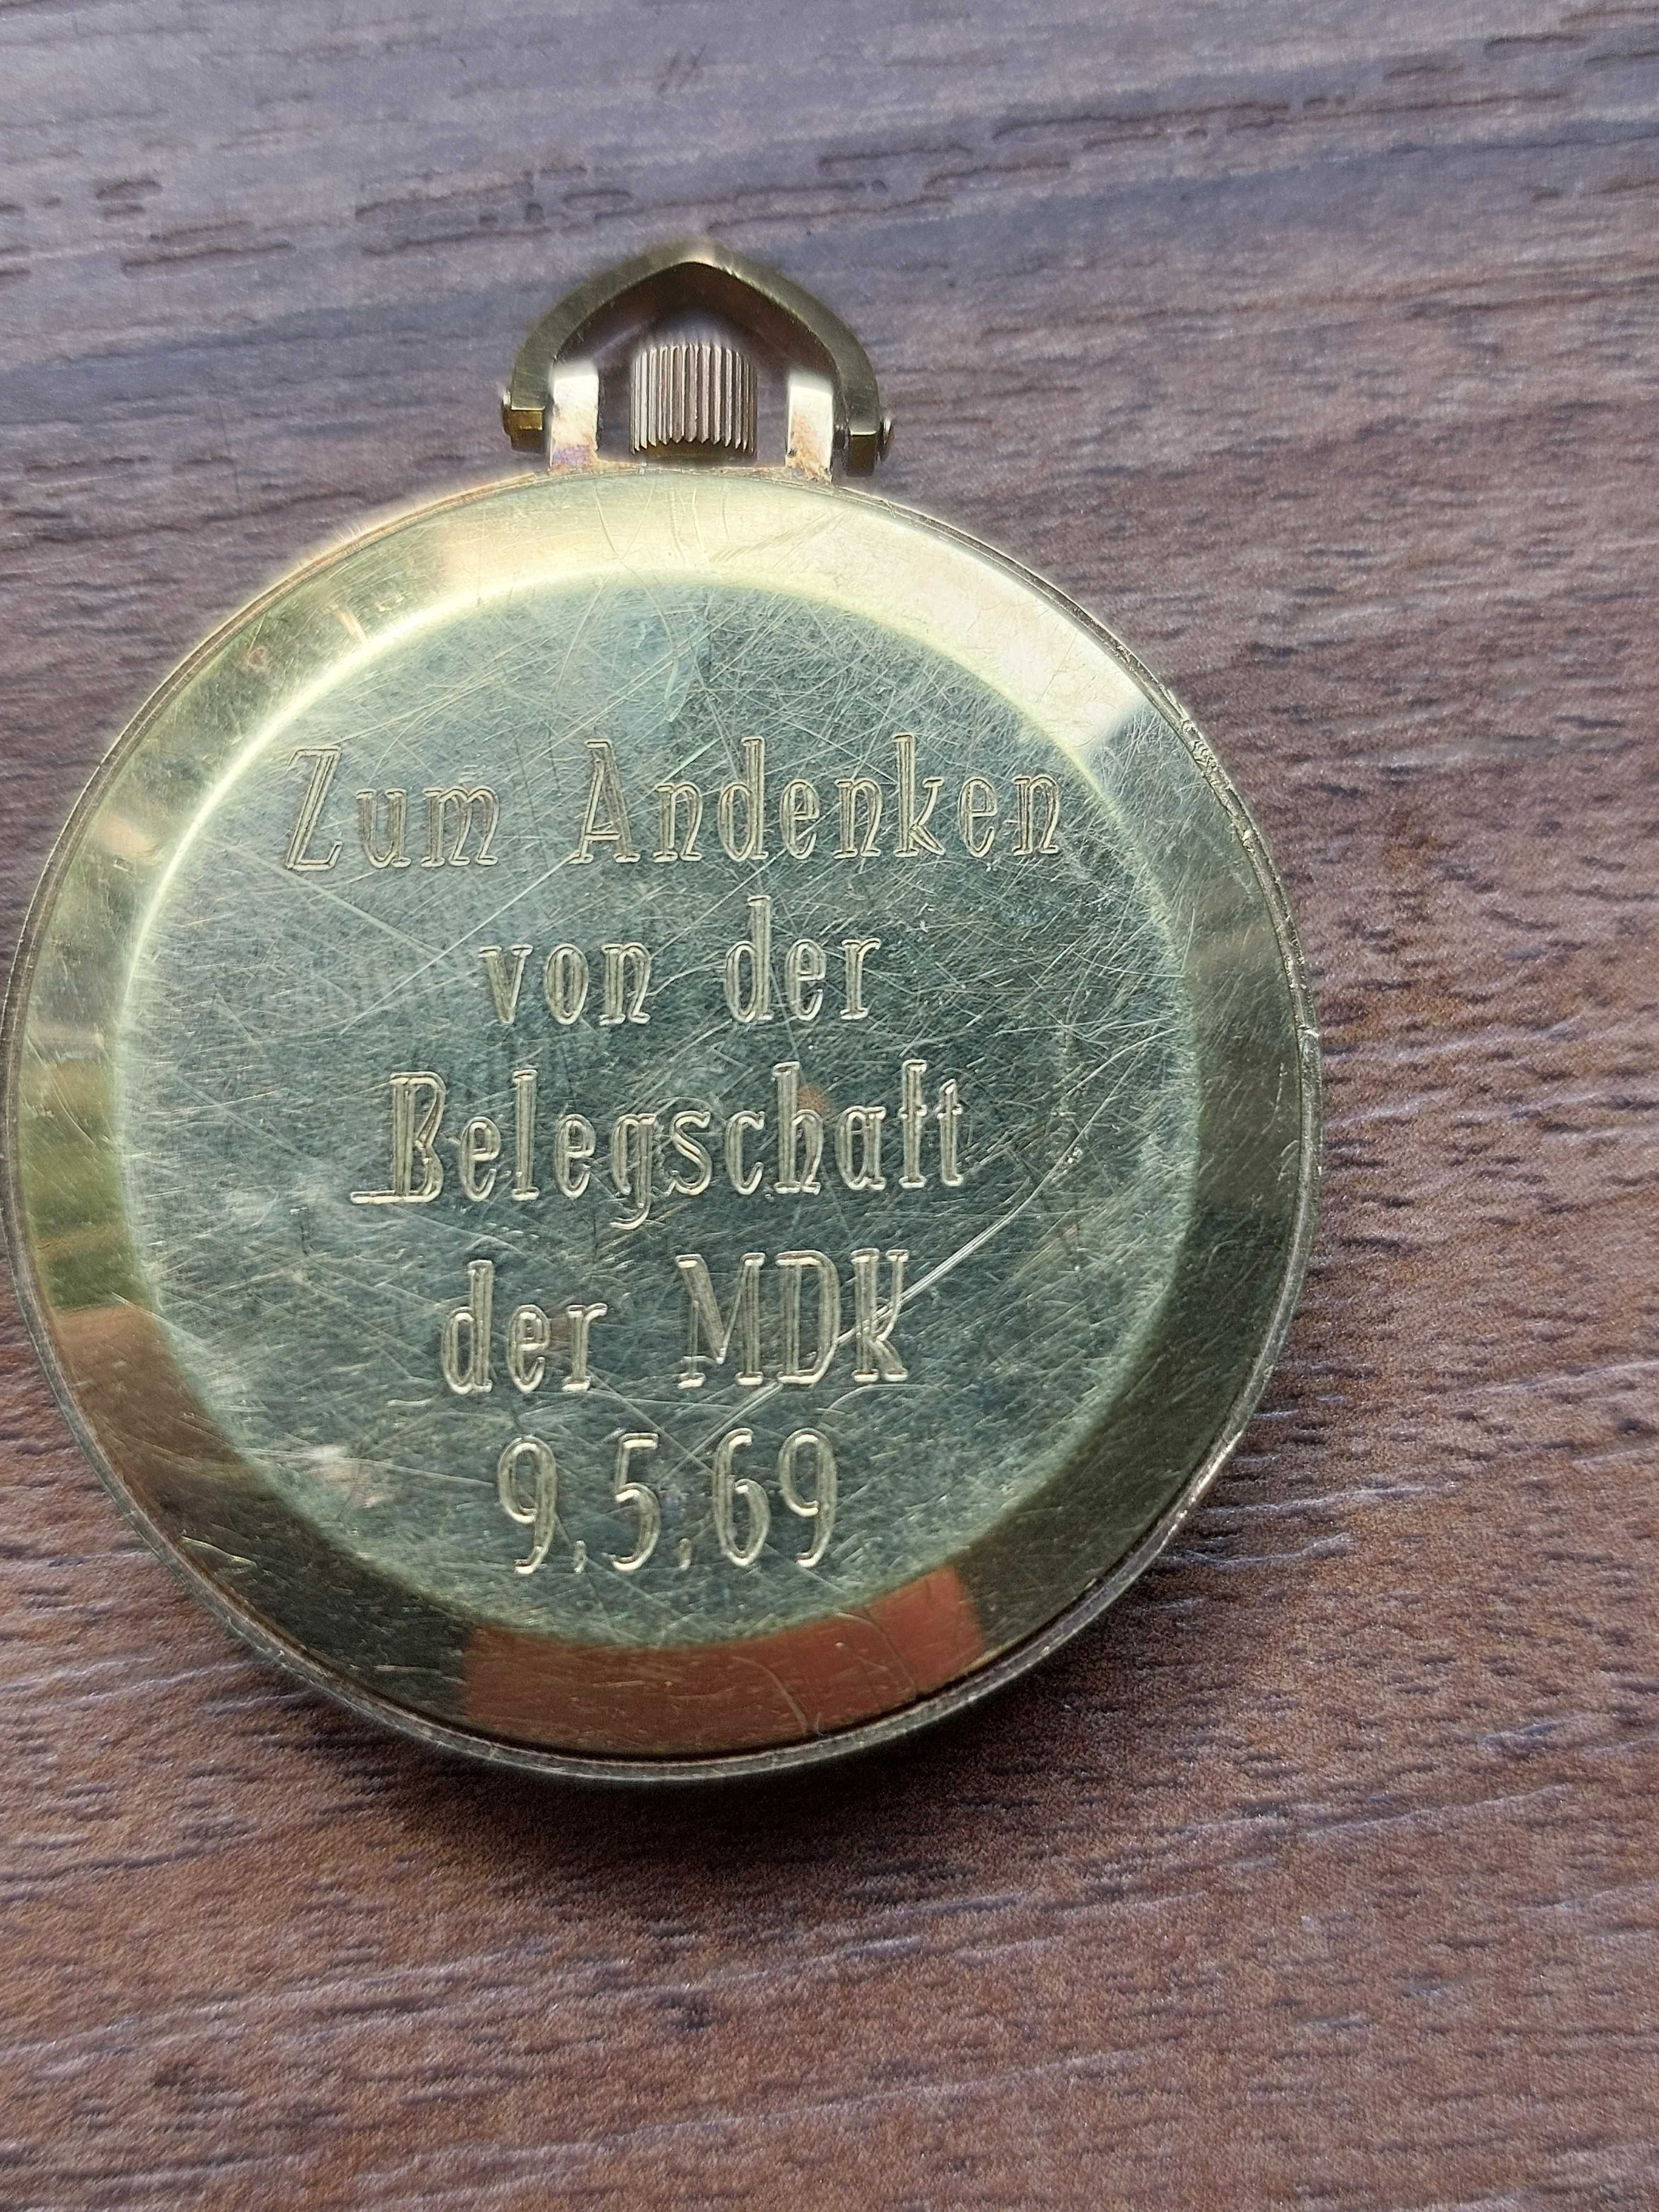 Zum Andenken
von der
Belegschaft
der MDK
9.5.69